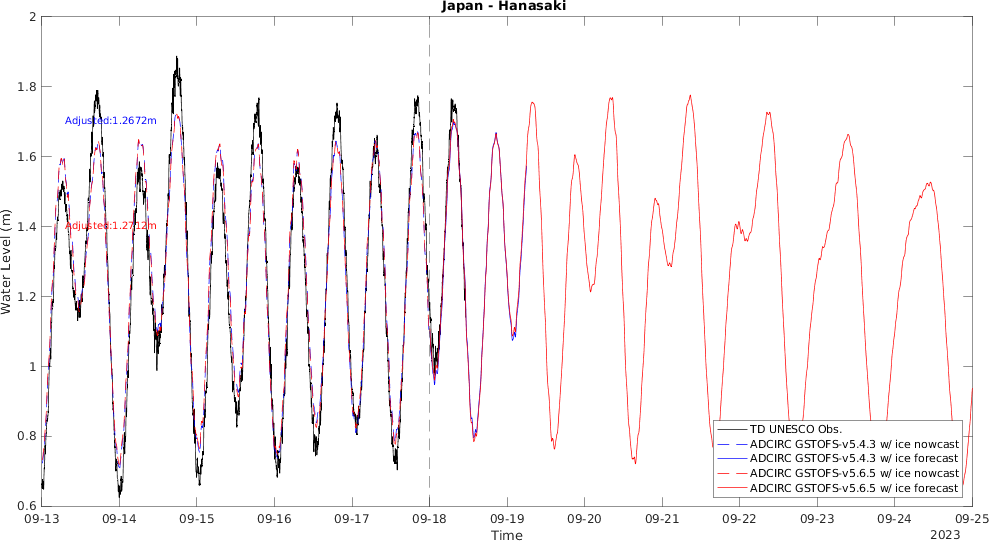 Japan - Hanasaki
2
1.8
1.6
1.4
1.2
1
0.8
0.6
Water Level (m)
Adjusted:1.2672m
Adjusted:1.2712m
TD UNESCO Obs.
ADCIRC GSTOFS-v5.4.3 w/ ice nowcast
ADCIRC GSTOFS-v5.4.3 w/ ice forecast
ADCIRC GSTOFS-v5.6.5 w/ ice nowcast
ADCIRC GSTOFS-v5.6.5 w/ ice forecast
09-13 09-14 09-15 09-16 09-17 09-18 09-19 09-20 09-21 09-22 09-23 09-24 09-25
Time
2023